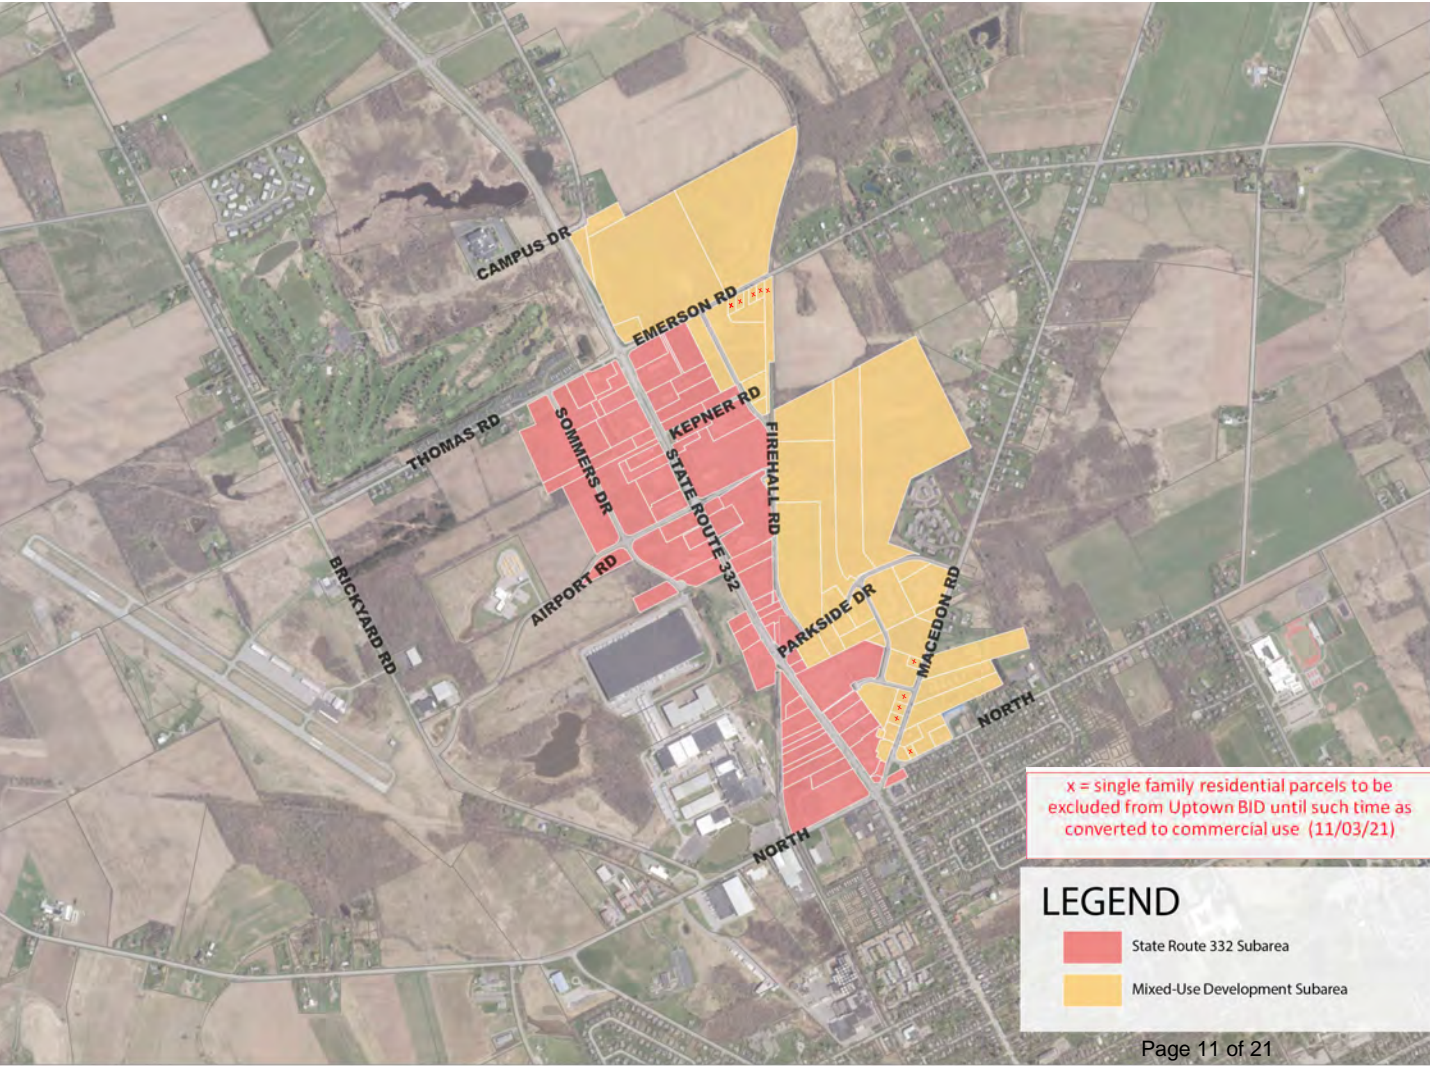 CAMPUS DR
EMERSON RD
KEPNER RD
THOMAS RD
SOMMERS DR
STATE ROUTE 332
FIREHALL RD
AIRPORT RD
BRICKYARD RD
PARKSIDE DR
MACEDON RD
NORTH
NORTH
x = single family residential parcels to be
excluded from Uptown BID until such time as
converted to commercial use (11/03/21)
LEGEND
State Route 332 Subarea
Mixed-Use Development Subarea
Page 11 of 21